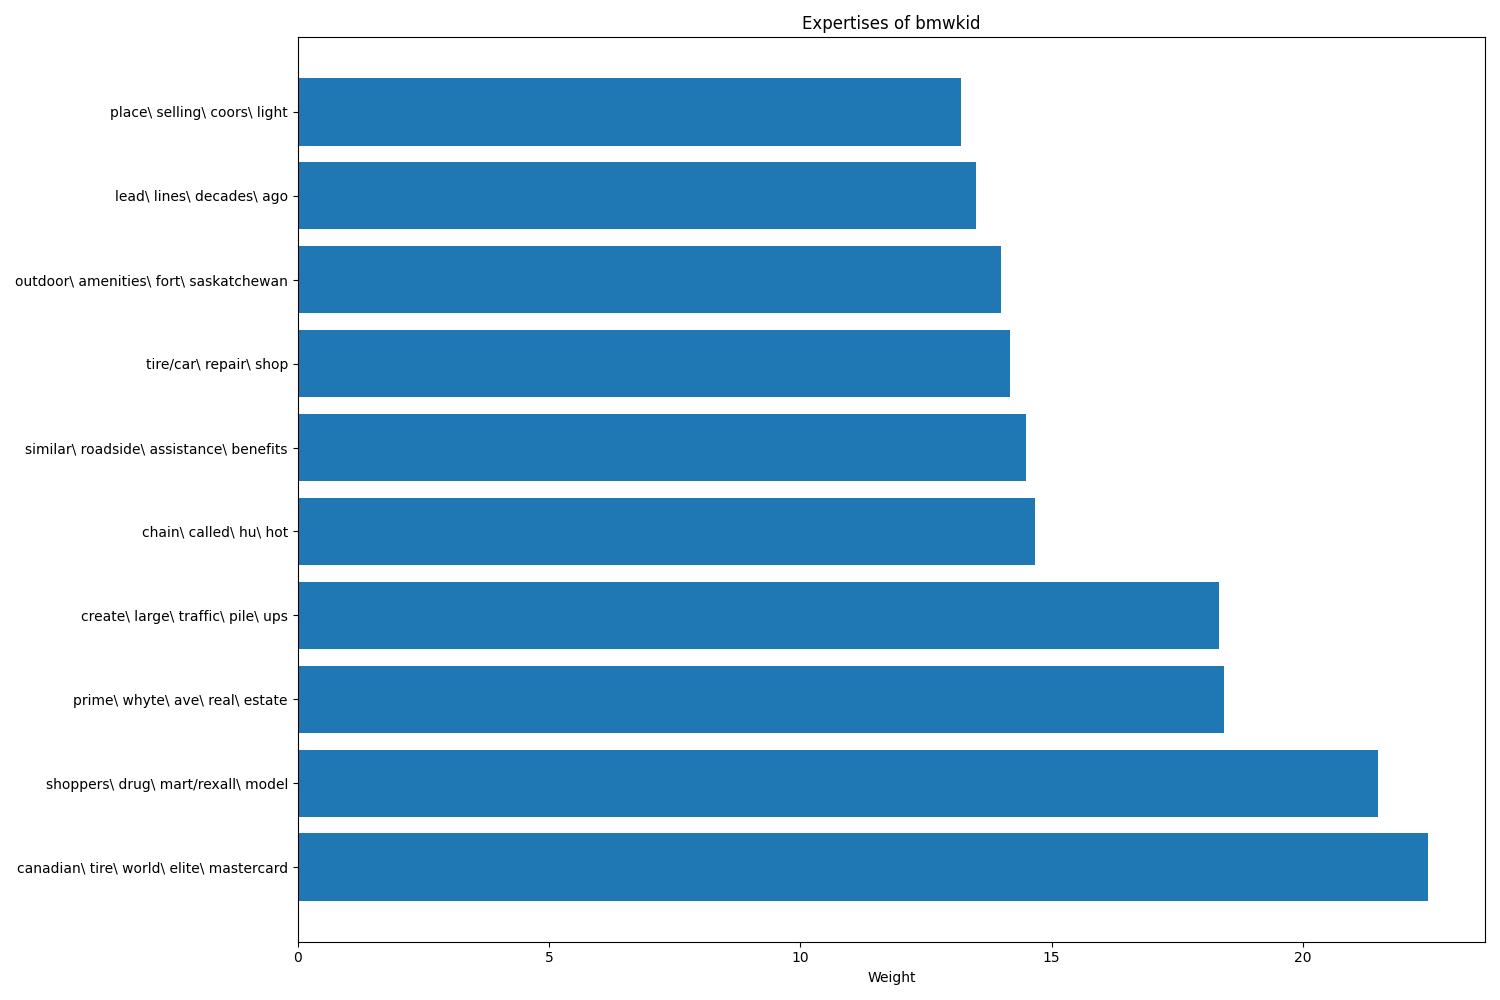 Expertises of bmwkid
place\ selling\ coors\ light
lead\ lines\ decades\ ago
outdoor\ amenities\ fort\ saskatchewan
tire/car\ repair\ shop
similar\ roadside\ assistance\ benefits
chain\ called\ hu\ hot
create\ large\ traffic\ pile\ ups
prime\ whyte\ ave\ real\ estate
shoppers\ drug\ mart/rexall\ model
canadian\ tire\ world\ elite\ mastercard
0 5 10 15 20
Weight